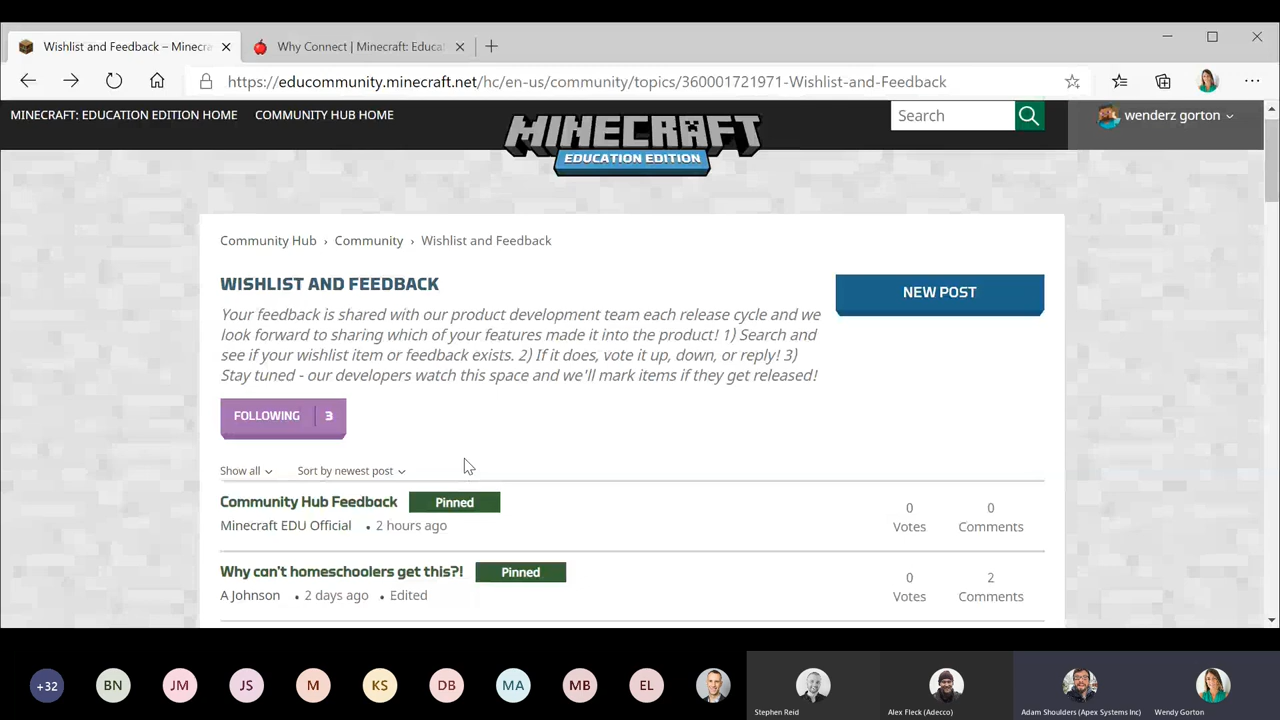 Wishlist and Feedback – Minecra
Why Connect | Minecraft: Educa
https://educommunity.minecraft.net/hc/en-us/community/topics/360001721971-Wishlist-and-Feedback
MINECRAFT: EDUCATION EDITION HOME
COMMUNITY HUB HOME
MINECRAFT
EDUCATION EDITION
Search
wenderz gorton
Community Hub › Community › Wishlist and Feedback
WISHLIST AND FEEDBACK
NEW POST
Your feedback is shared with our product development team each release cycle and we
look forward to sharing which of your features made it into the product! 1) Search and
see if your wishlist item or feedback exists. 2) If it does, vote it up, down, or reply! 3)
Stay tuned - our developers watch this space and we'll mark items if they get released!
FOLLOWING 3
Show all Sort by newest post
Community Hub Feedback Pinned
Minecraft EDU Official • 2 hours ago
0 Votes
0 Comments
Why can't homeschoolers get this?! Pinned
A Johnson • 2 days ago • Edited
0 Votes
2 Comments
+32 BN JM JS M KS DB MA MB EL
Stephen Reid
Alex Fleck (Adecco)
Adam Shoulders (Apex Systems Inc)
Wendy Gorton